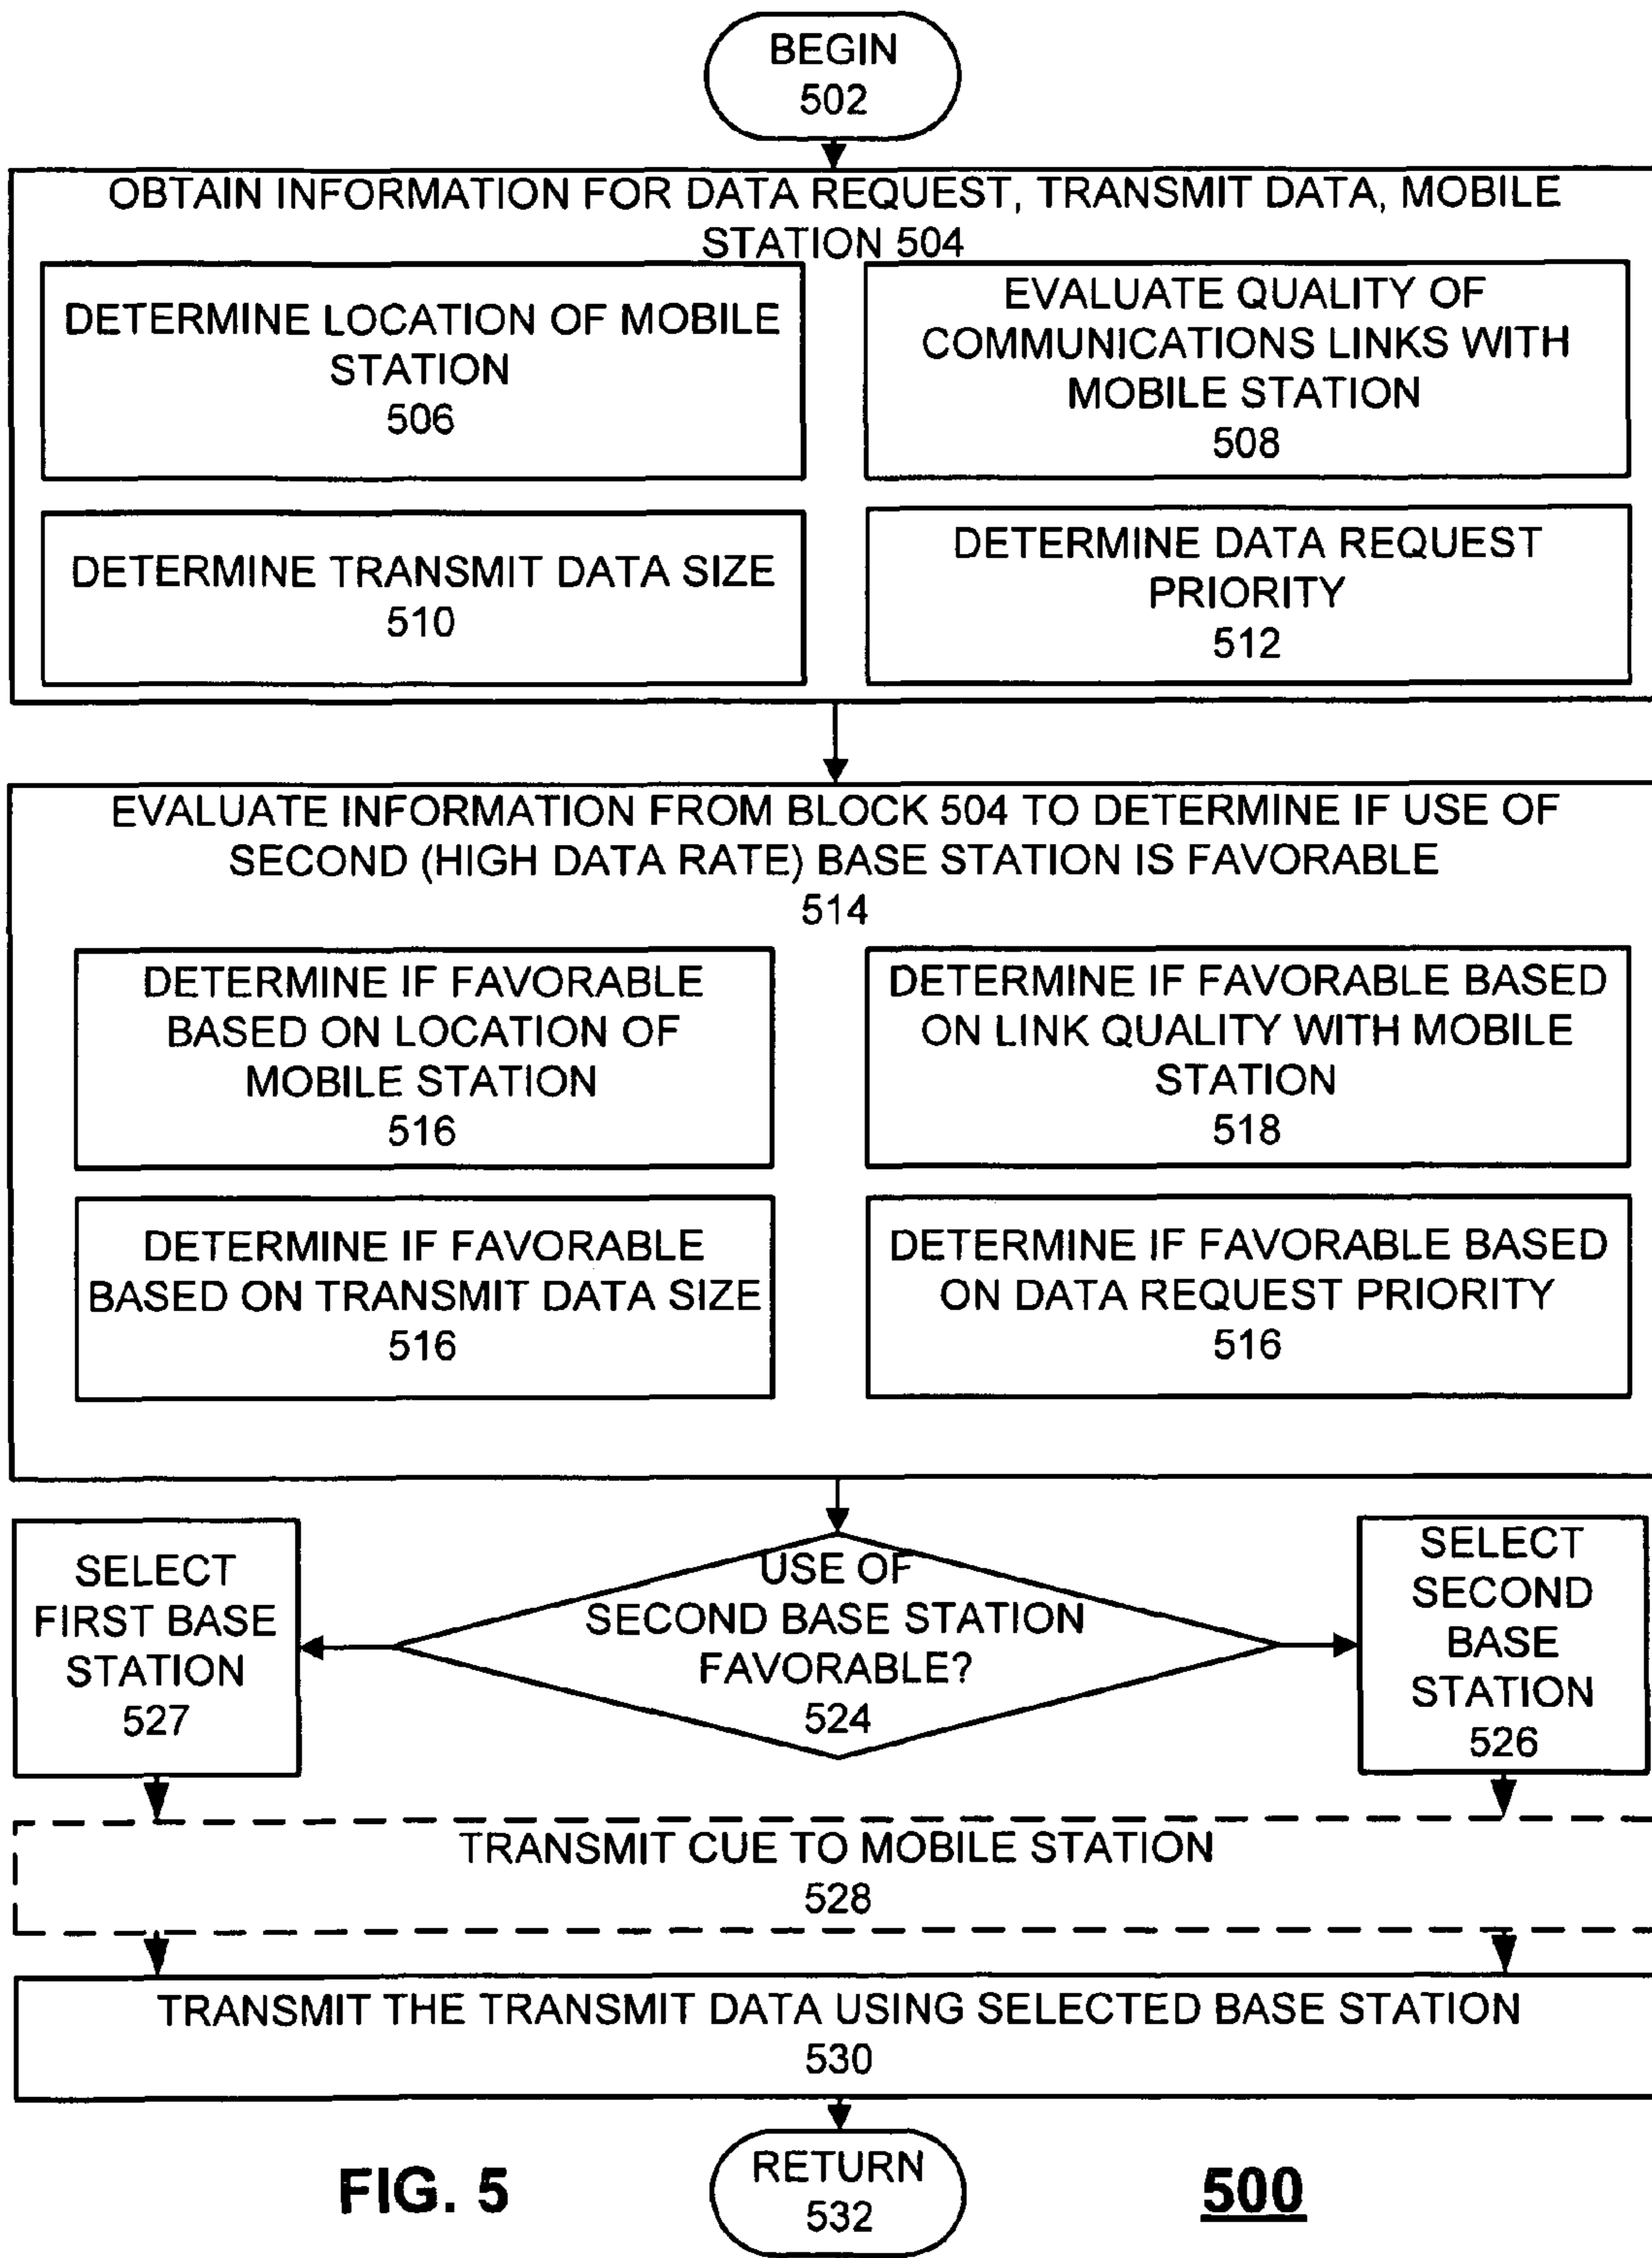 BEGIN
502
OBTAIN INFORMATION FOR DATA REQUEST, TRANSMIT DATA, MOBILE
STATION 504
DETERMINE LOCATION OF MOBILE
STATION
506
EVALUATE QUALITY OF
COMMUNICATIONS LINKS WITH
MOBILE STATION
508
DETERMINE TRANSMIT DATA SIZE
510
DETERMINE DATA REQUEST
PRIORITY
512
EVALUATE INFORMATION FROM BLOCK 504 TO DETERMINE IF USE OF
SECOND (HIGH DATA RATE) BASE STATION IS FAVORABLE
514
DETERMINE IF FAVORABLE
BASED ON LOCATION OF
MOBILE STATION
516
DETERMINE IF FAVORABLE BASED
ON LINK QUALITY WITH MOBILE
STATION
518
DETERMINE IF FAVORABLE
BASED ON TRANSMIT DATA SIZE
516
DETERMINE IF FAVORABLE BASED
ON DATA REQUEST PRIORITY
516
SELECT
FIRST BASE
STATION
527
USE OF
SECOND BASE STATION
FAVORABLE?
524
SELECT
SECOND
BASE
STATION
526
TRANSMIT CUE TO MOBILE STATION
528
TRANSMIT THE TRANSMIT DATA USING SELECTED BASE STATION
530
RETURN
532
FIG. 5
500